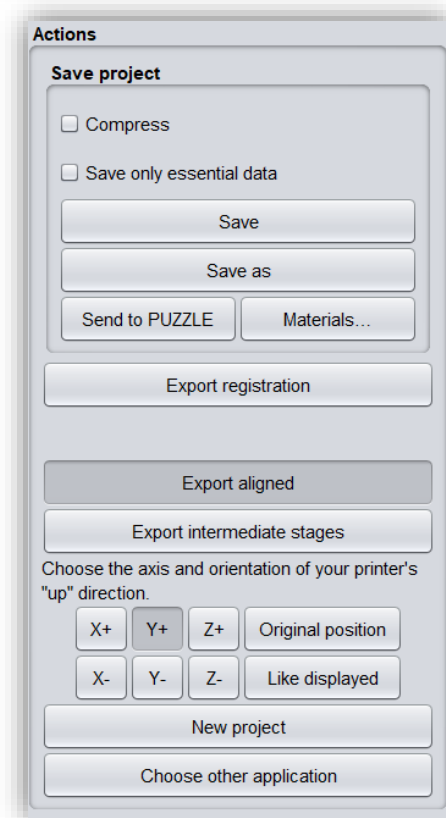 Actions
Save project
Compress
Save only essential data
Save
Save as
Send to PUZZLE Materials...
Export registration
Export aligned
Export intermediate stages
Choose the axis and orientation of your printer's
"up" direction.
X+ Y+ Z+ Original position
X- Y- Z- Like displayed
New project
Choose other application